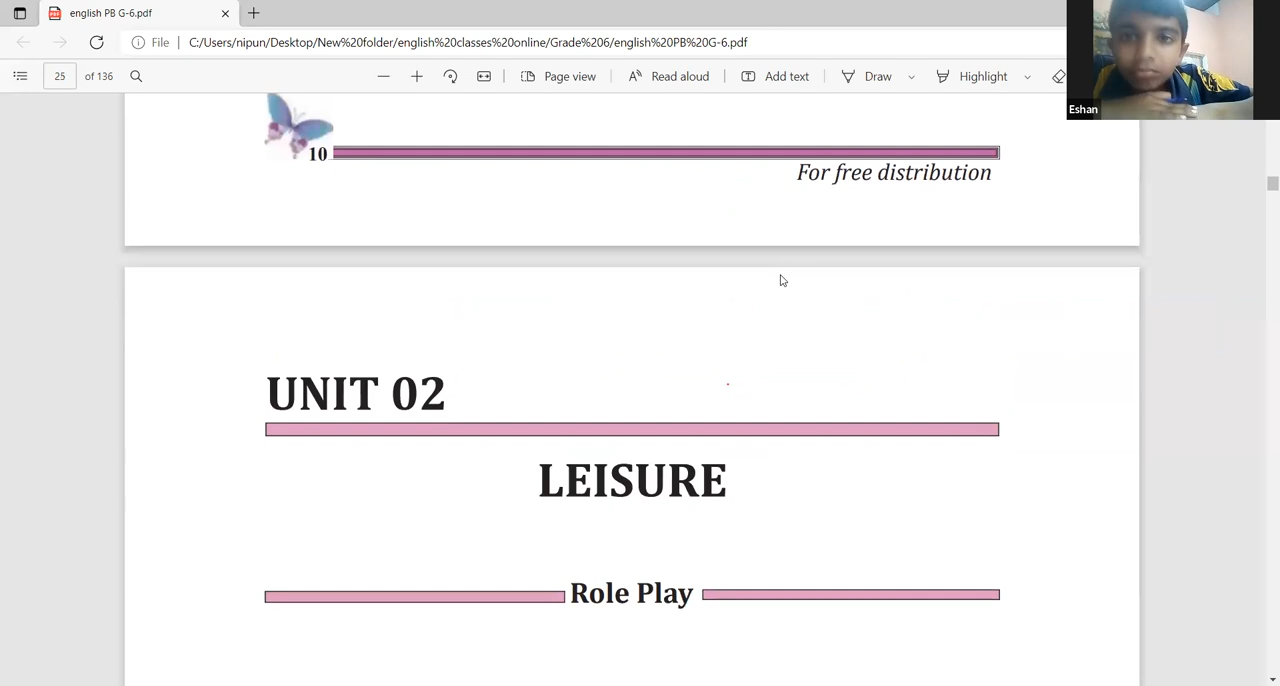 english PB G-6.pdf
File | C:/Users/nipun/Desktop/New%20folder/english%20classes%20online/Grade%206/english%20PB%20G-6.pdf
25 of 136 Page view Read aloud Add text Draw Highlight
Eshan
10
For free distribution
UNIT 02
LEISURE
Role Play